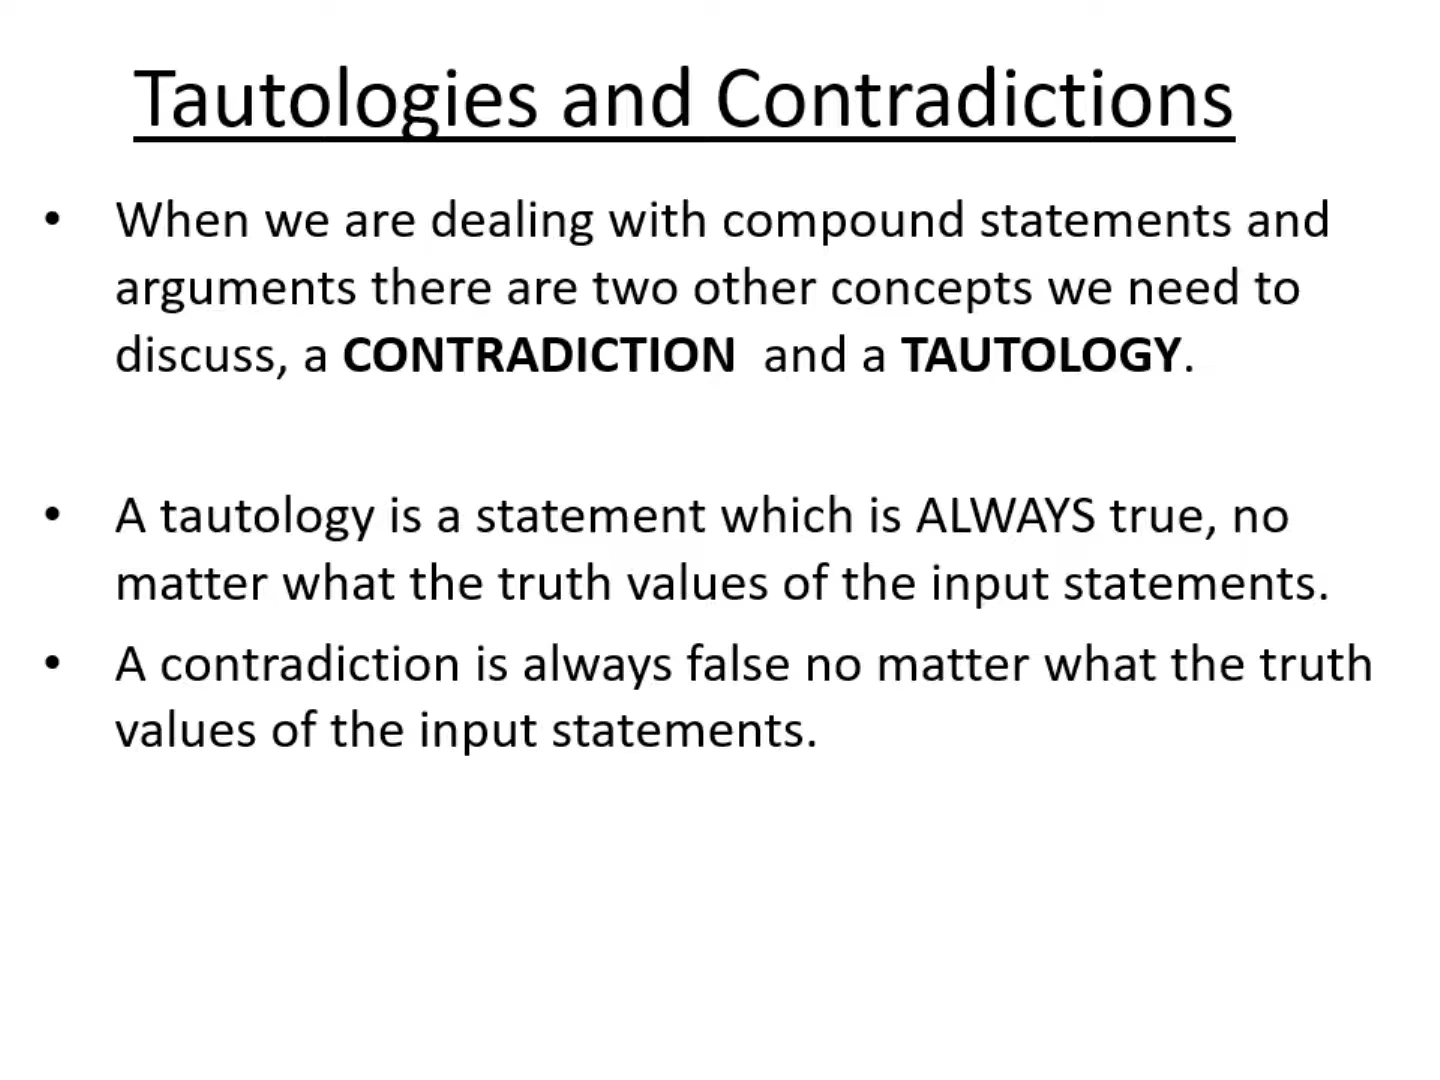 Tautologies and Contradictions
• When we are dealing with compound statements and
arguments there are two other concepts we need to
discuss, a CONTRADICTION and a TAUTOLOGY.
• A tautology is a statement which is ALWAYS true, no
matter what the truth values of the input statements.
• A contradiction is always false no matter what the truth
values of the input statements.